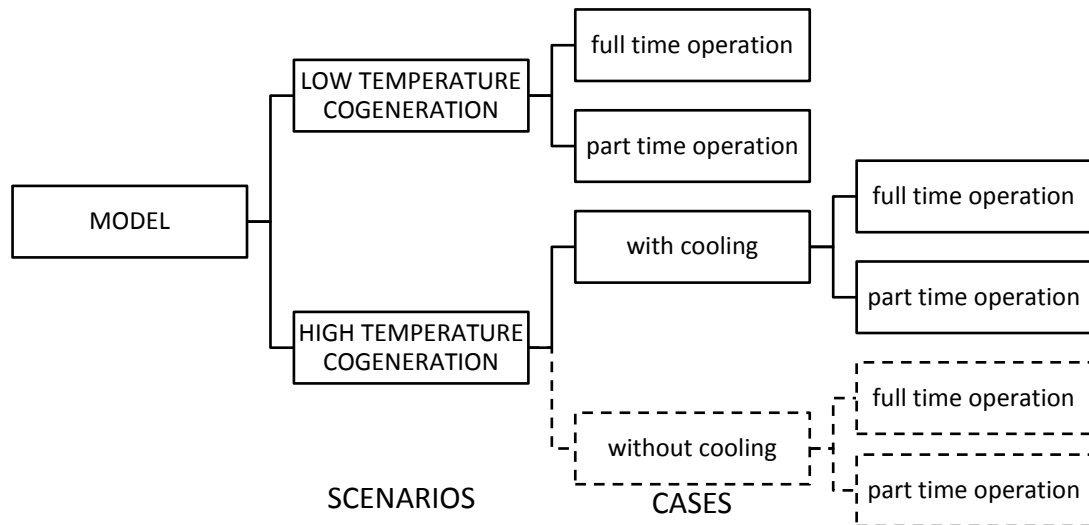 full time operation
LOW TEMPERATURE
COGENERATION
part time operation
full time operation
MODEL
with cooling
part time operation
HIGH TEMPERATURE
COGENERATION
full time operation
without cooling
part time operation
SCENARIOS
CASES